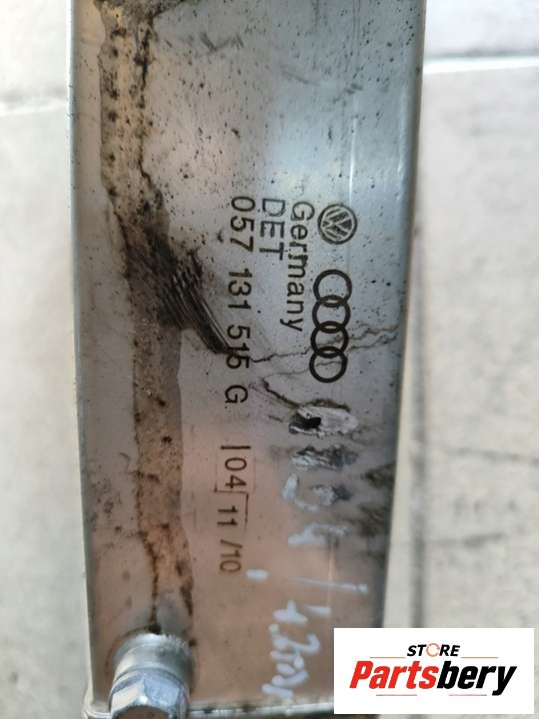 Germany
DET
057 131 515 G |04| 11 /10
STORE
Partsbery